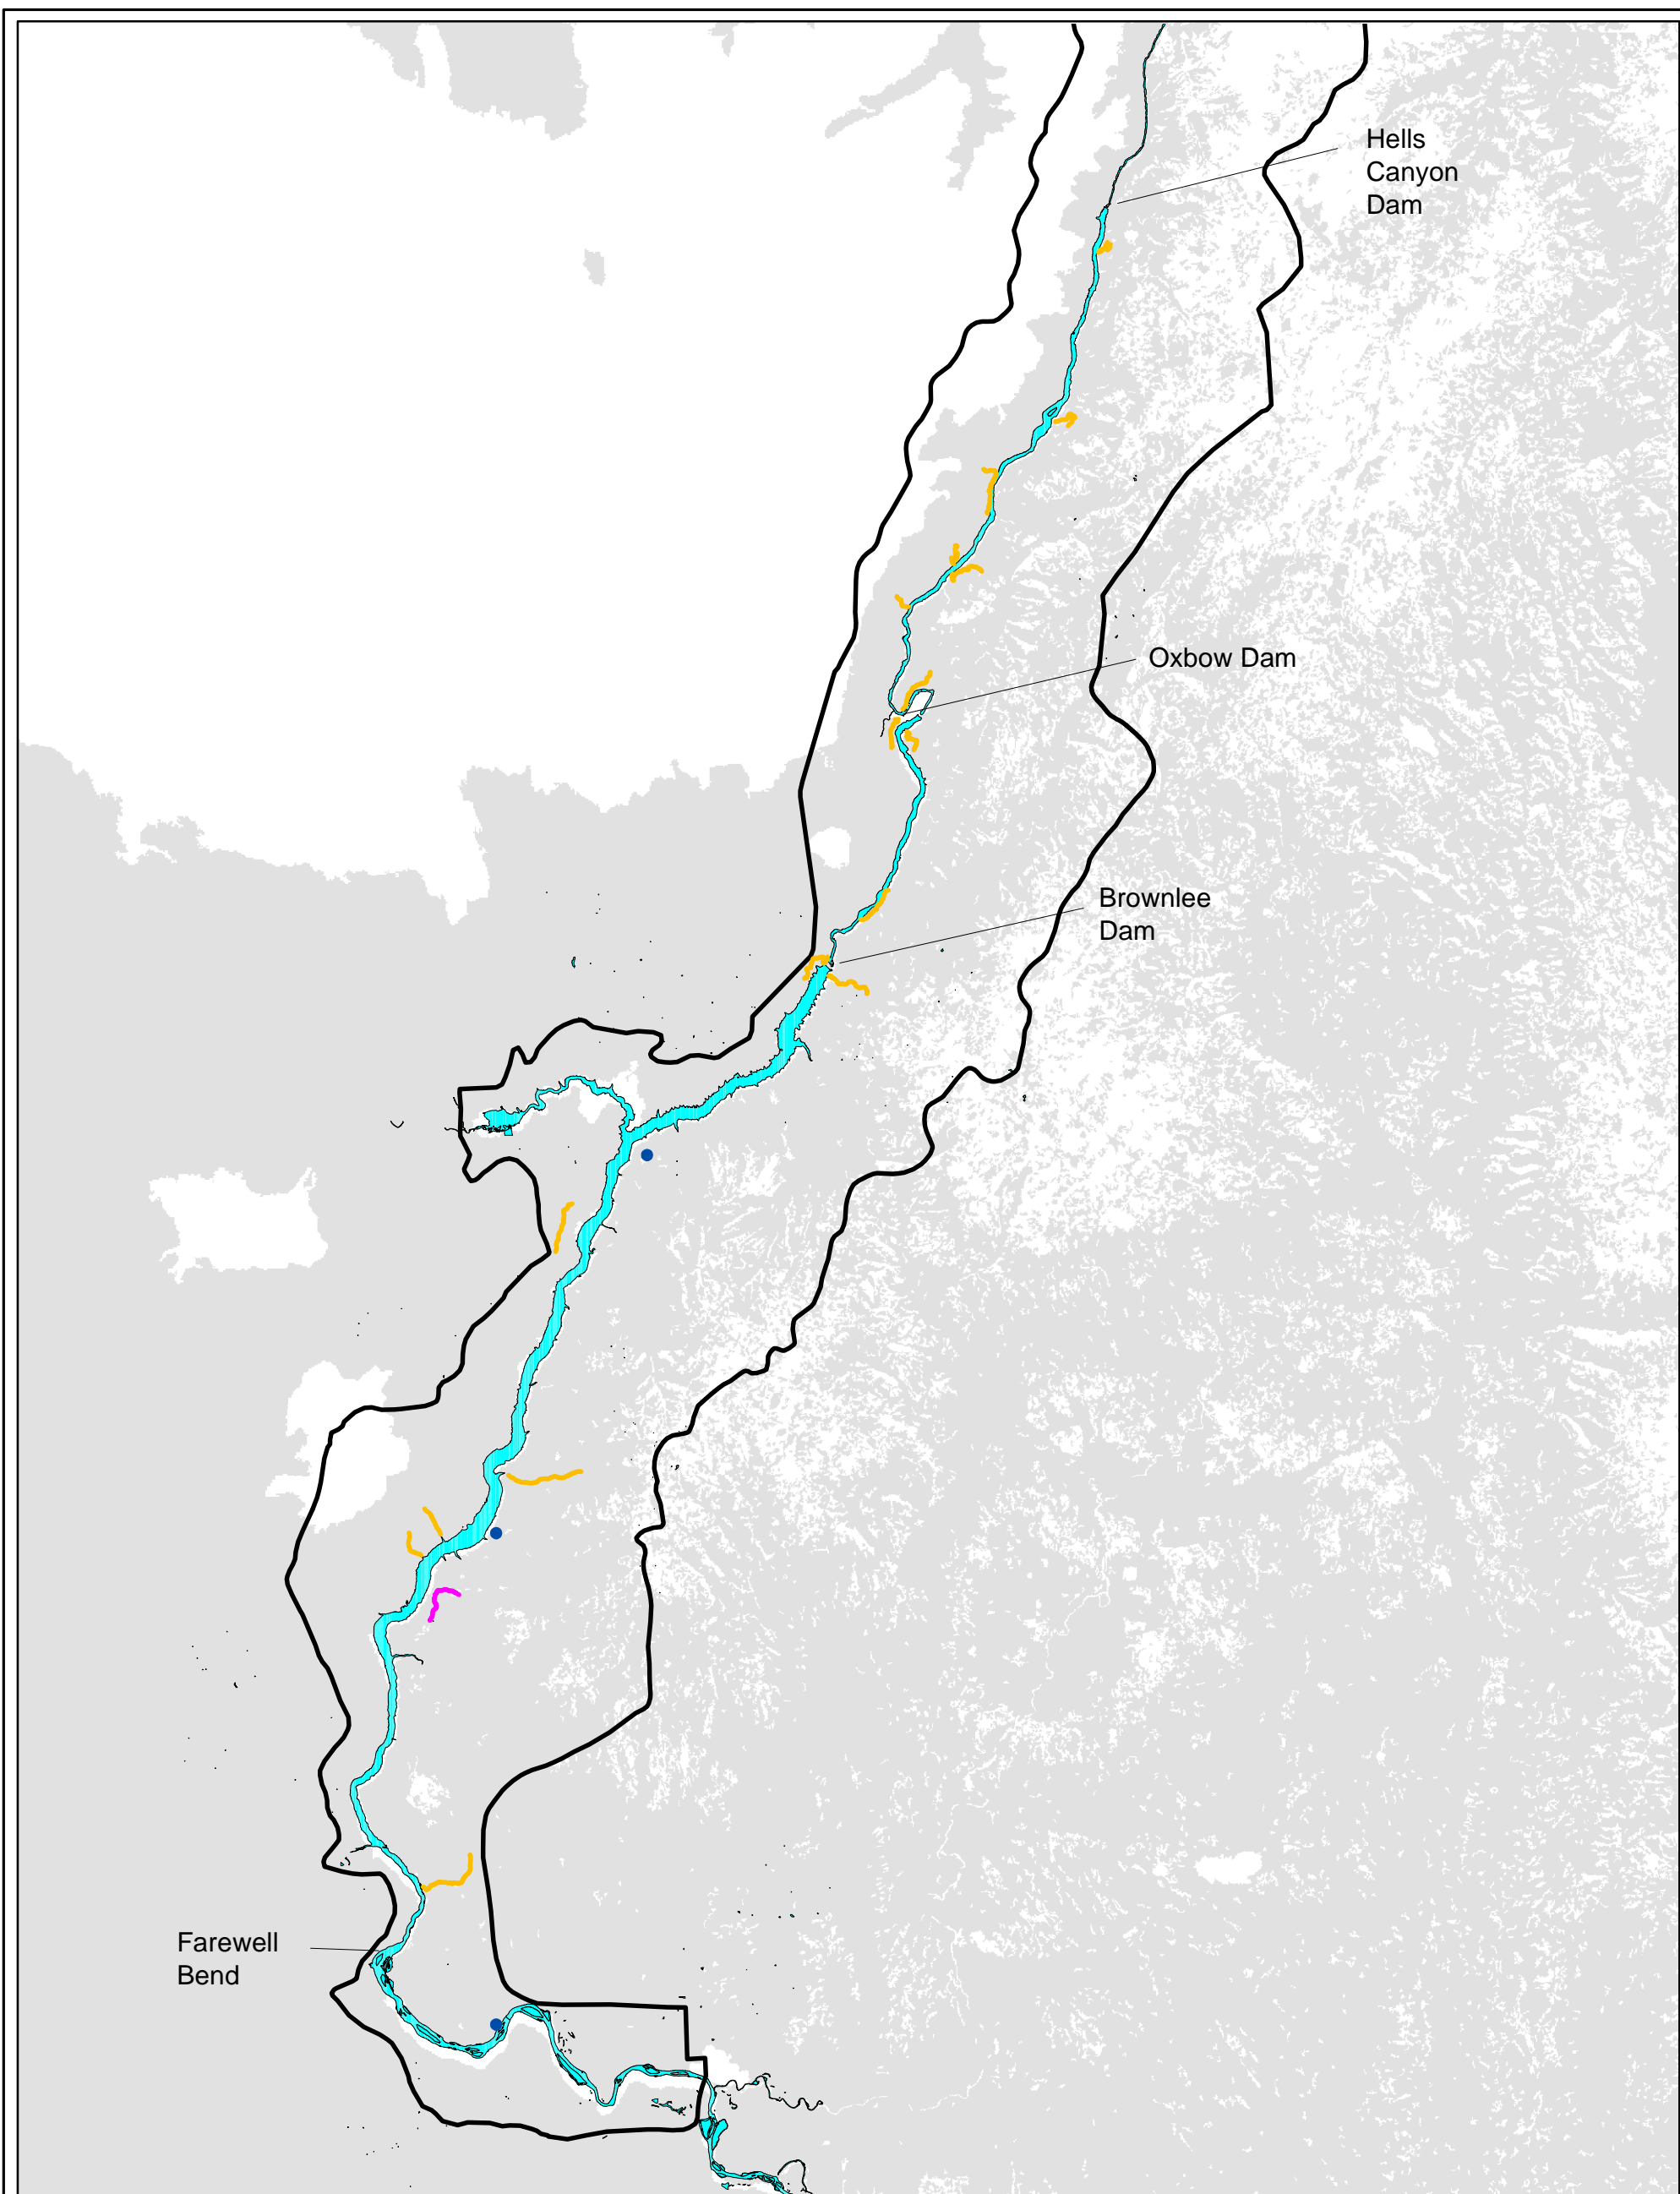 Hells
Canyon
Dam
Oxbow Dam
Brownlee
Dam
Farewell
Bend